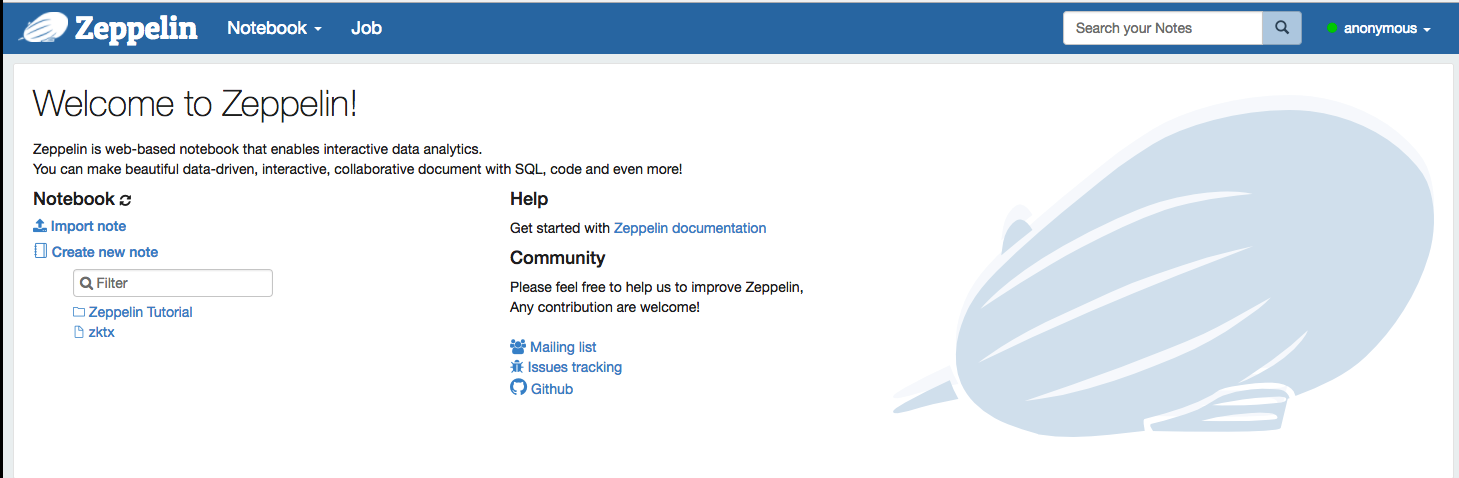 Zeppelin
Notebook
Job
Search your Notes
anonymous
Welcome to Zeppelin!
Zeppelin is web-based notebook that enables interactive data analytics.
You can make beautiful data-driven, interactive, collaborative document with SQL, code and even more!
Notebook
Import note
Create new note
Filter
Zeppelin Tutorial
zktx
Help
Get started with Zeppelin documentation
Community
Please feel free to help us to improve Zeppelin,
Any contribution are welcome!
Mailing list
Issues tracking
Github